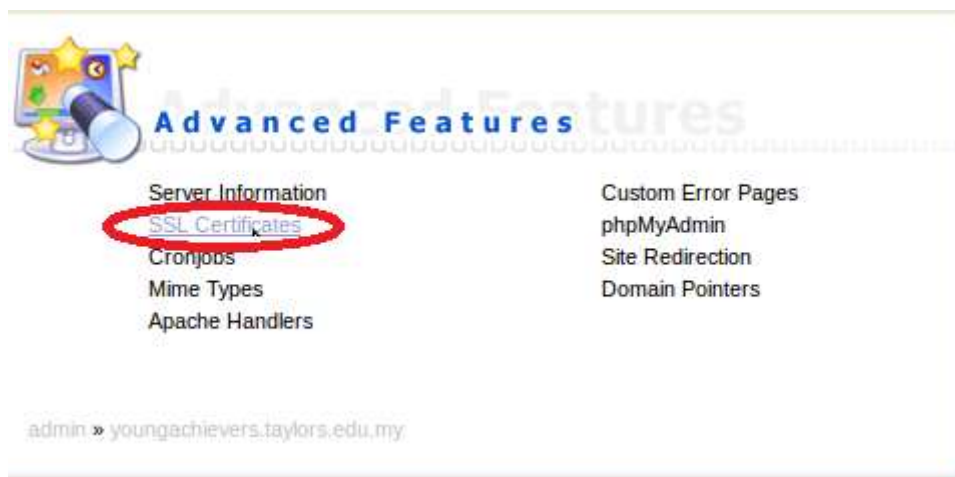 Advanced Features
Server Information
SSL Certificates
Cronjobs
Mime Types
Apache Handlers
Custom Error Pages
phpMyAdmin
Site Redirection
Domain Pointers
admin » youngachievers.taylors.edu.my